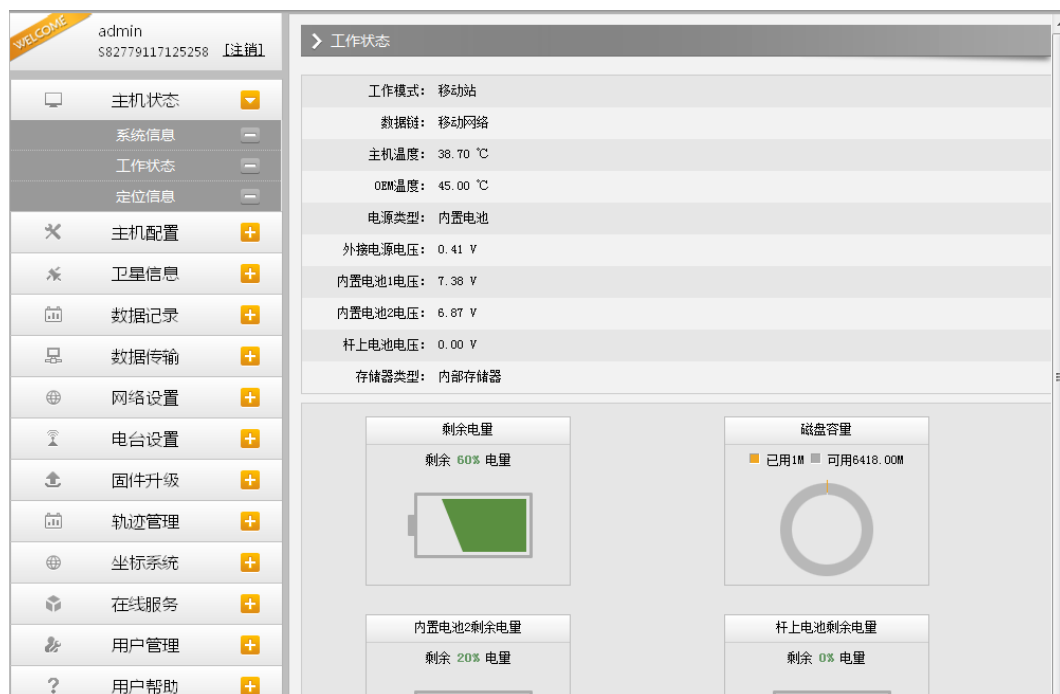 WELCOME
admin
S82779117125258 [注销]
主机状态
系统信息
工作状态
定位信息
主机配置
卫星信息
数据记录
数据传输
网络设置
电台设置
固件升级
轨迹管理
坐标系统
在线服务
用户管理
用户帮助
工作状态
工作模式: 移动站
数据链: 移动网络
主机温度: 38.70 ℃
OEM温度: 45.00 ℃
电源类型: 内置电池
外接电源电压: 0.41 V
内置电池1电压: 7.38 V
内置电池2电压: 6.87 V
杆上电池电压: 0.00 V
存储器类型: 内部存储器
剩余电量
剩余 60% 电量
磁盘容量
已用1M 可用6418.00M
内置电池2剩余电量
剩余 20% 电量
杆上电池剩余电量
剩余 0% 电量